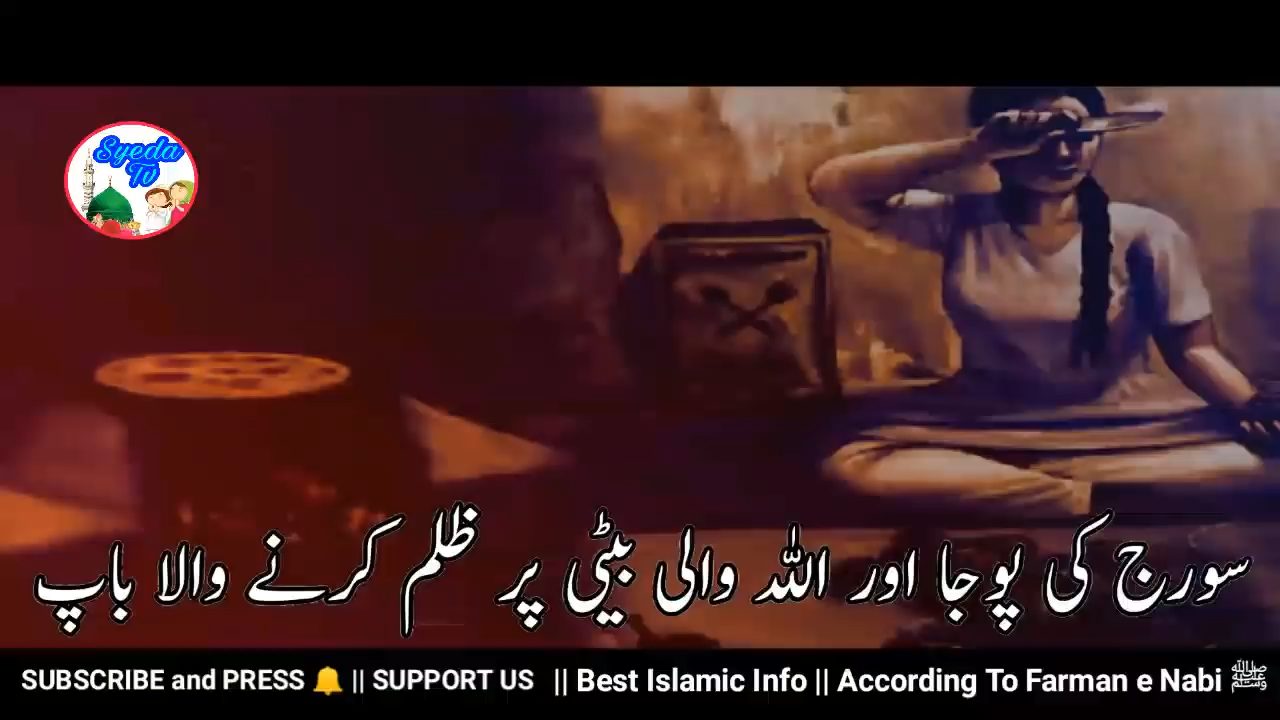 Syeda
Tv
سورج کی پوجا اور اللہ والی بیٹی پر ظلم کرنے والا باپ
SUBSCRIBE and PRESS 🔔 || SUPPORT US || Best Islamic Info || According To Farman e Nabi ﷺ